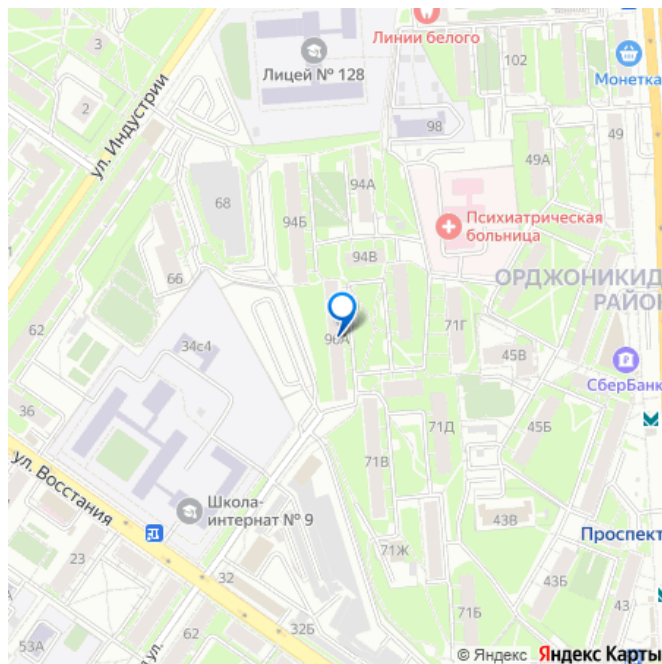 Линии белого
102
Монетка
3
Лицей № 128
ул. Индустрии
2
98
49
49А
68
94А
94Б
Психиатрическая
больница
94В
66
ОРДЖОНИКИД
РАЙОН
62
34с4
96А
71Г
45В
СберБанк
36
71Д
45Б
ул. Восстания
71В
Школа-
интернат № 9
43В
Проспект
23
71Ж
32
43Б
43
71Б
62
32Б
53А
© Яндекс
Яндекс Карты